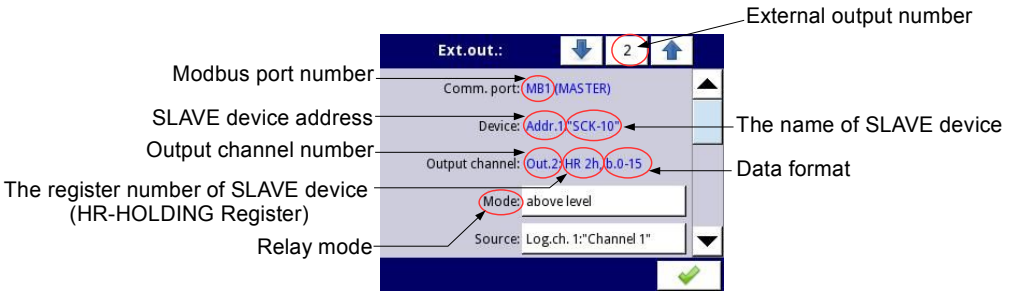 External output number
Ext.out.:
2
Modbus port number
Comm. port: MB1 (MASTER)
SLAVE device address
Device: Addr.1:"SCK-10"
The name of SLAVE device
Output channel number
Output channel: Out.2: HR 2h, b.0-15
Data format
The register number of SLAVE device
(HR-HOLDING Register)
Mode: above level
Relay mode
Source: Log.ch. 1:"Channel 1"